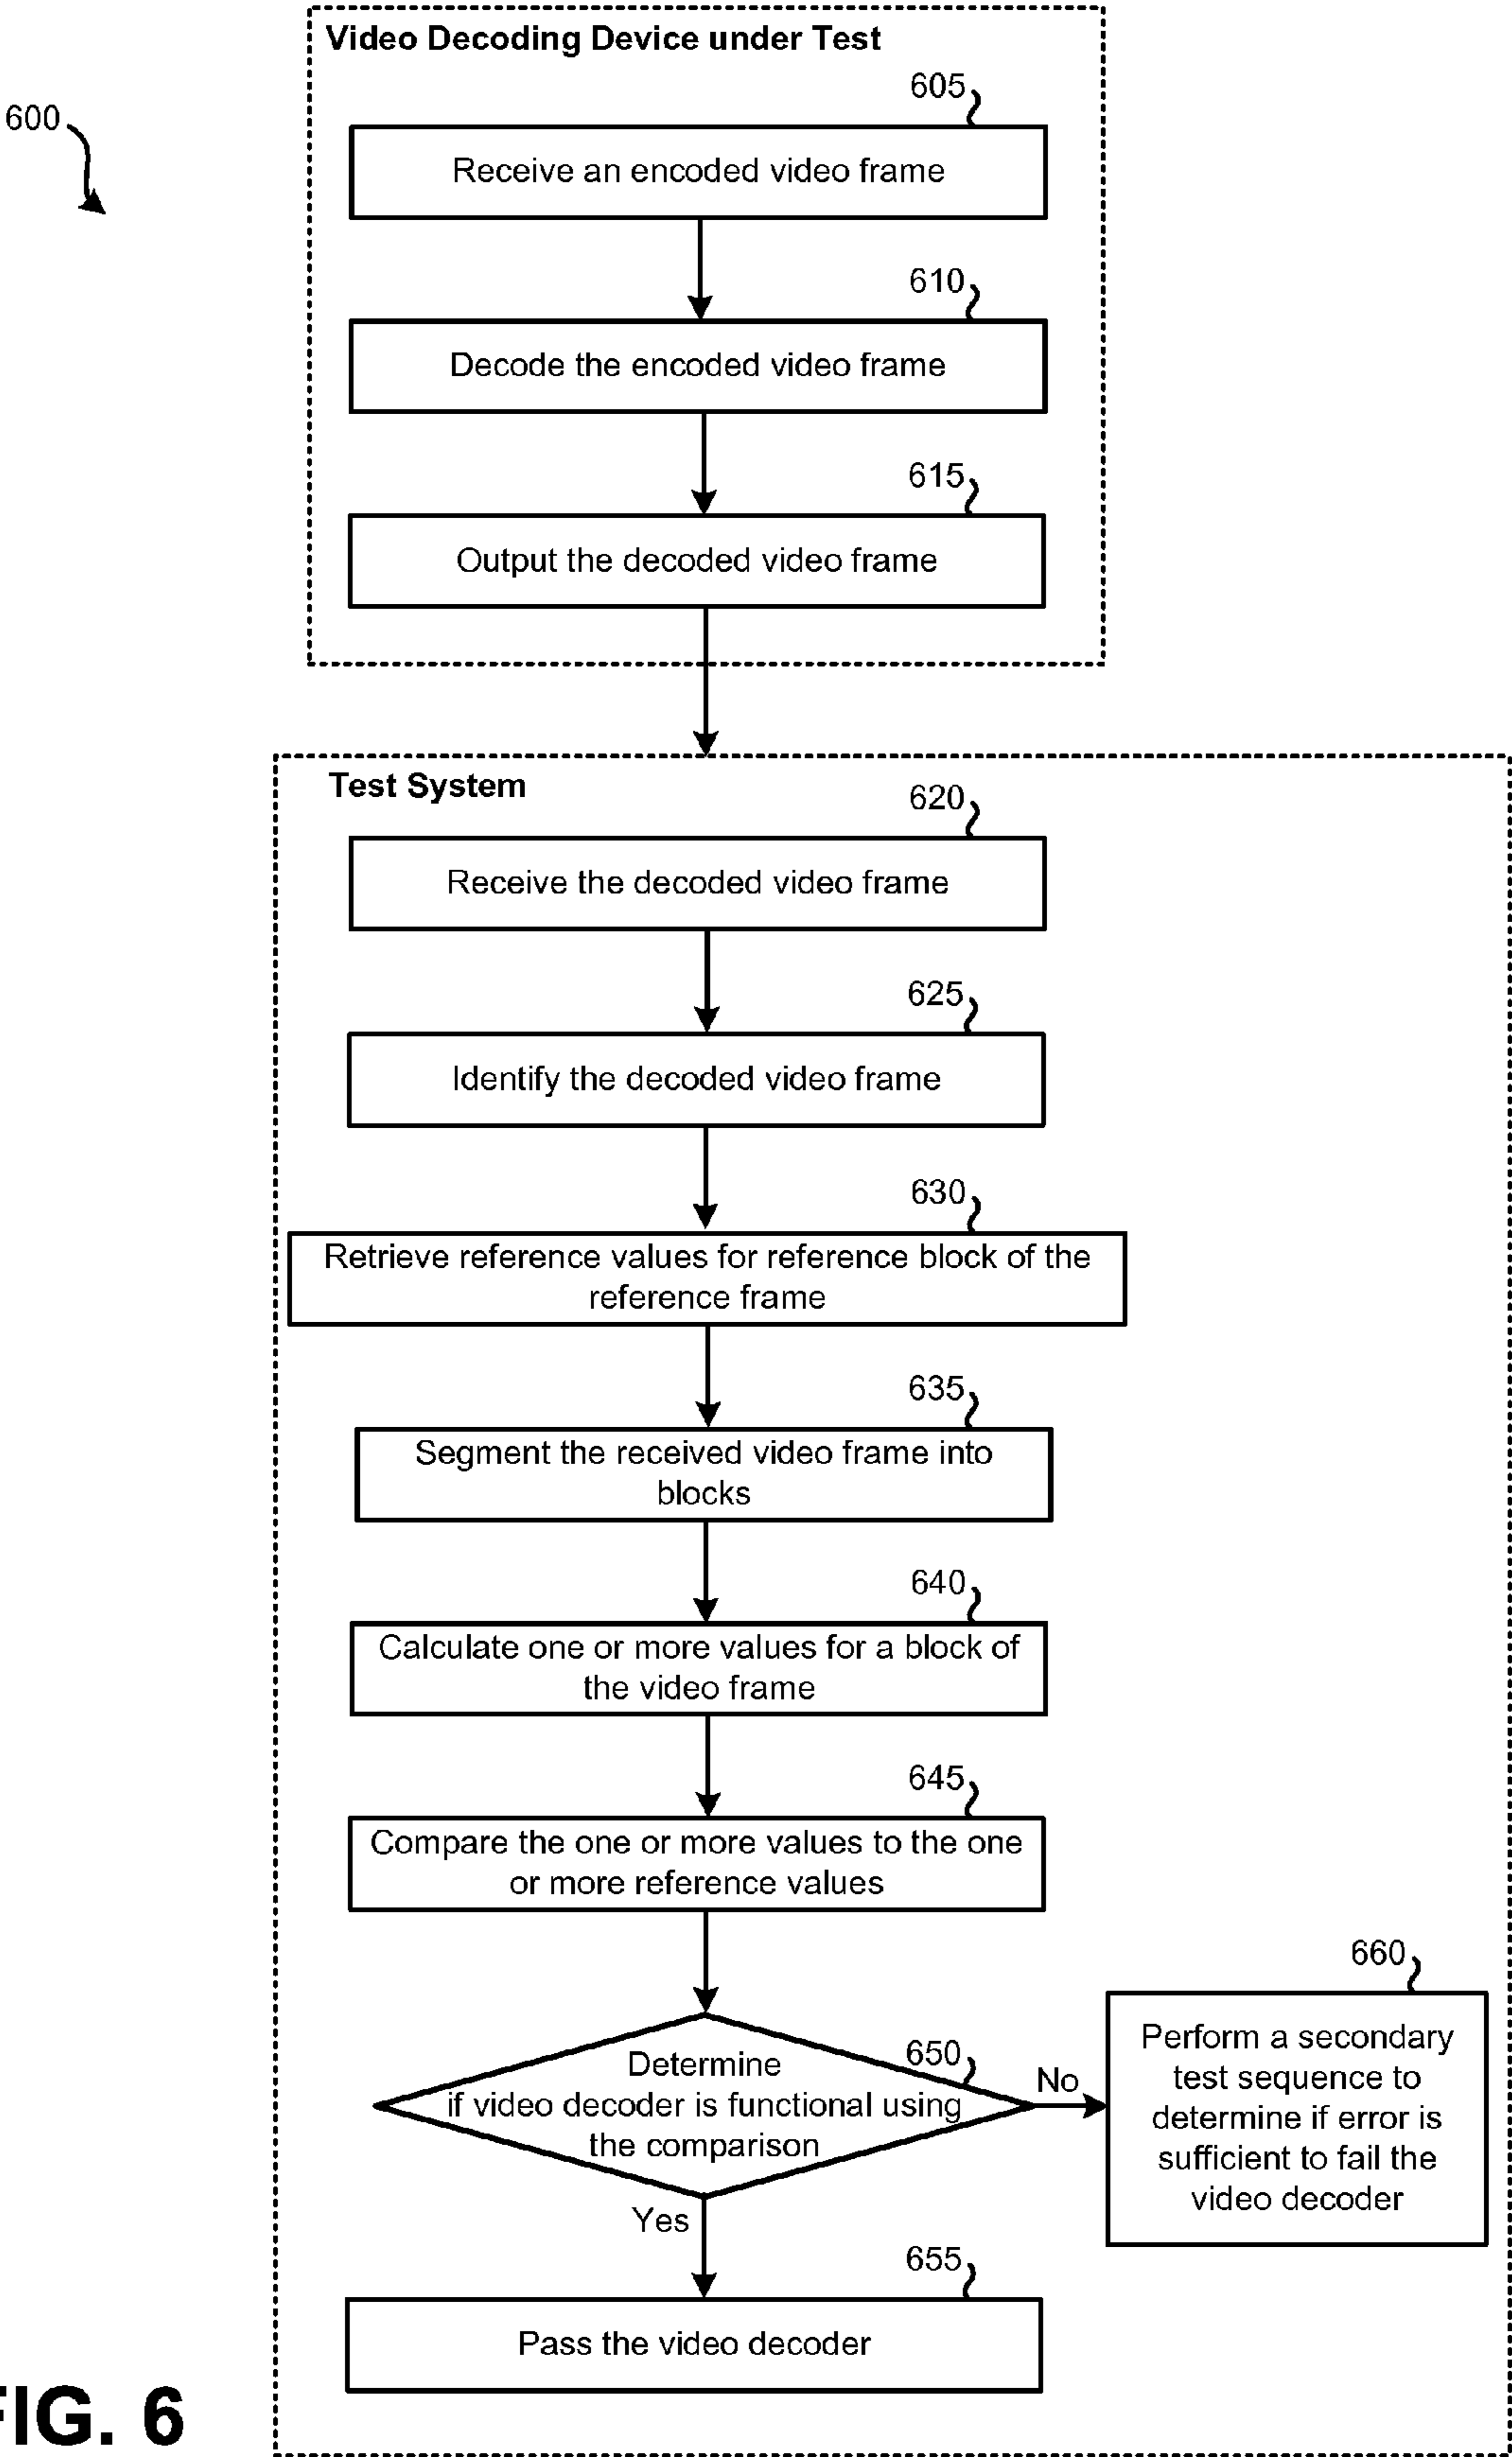 Video Decoding Device under Test
600
605
Receive an encoded video frame
610
Decode the encoded video frame
615
Output the decoded video frame
Test System
620
Receive the decoded video frame
625
Identify the decoded video frame
630
Retrieve reference values for reference block of the
reference frame
635
Segment the received video frame into
blocks
640
Calculate one or more values for a block of
the video frame
645
Compare the one or more values to the one
or more reference values
650
Determine
if video decoder is functional using
the comparison
No
660
Perform a secondary
test sequence to
determine if error is
sufficient to fail the
video decoder
Yes
655
Pass the video decoder
FIG. 6